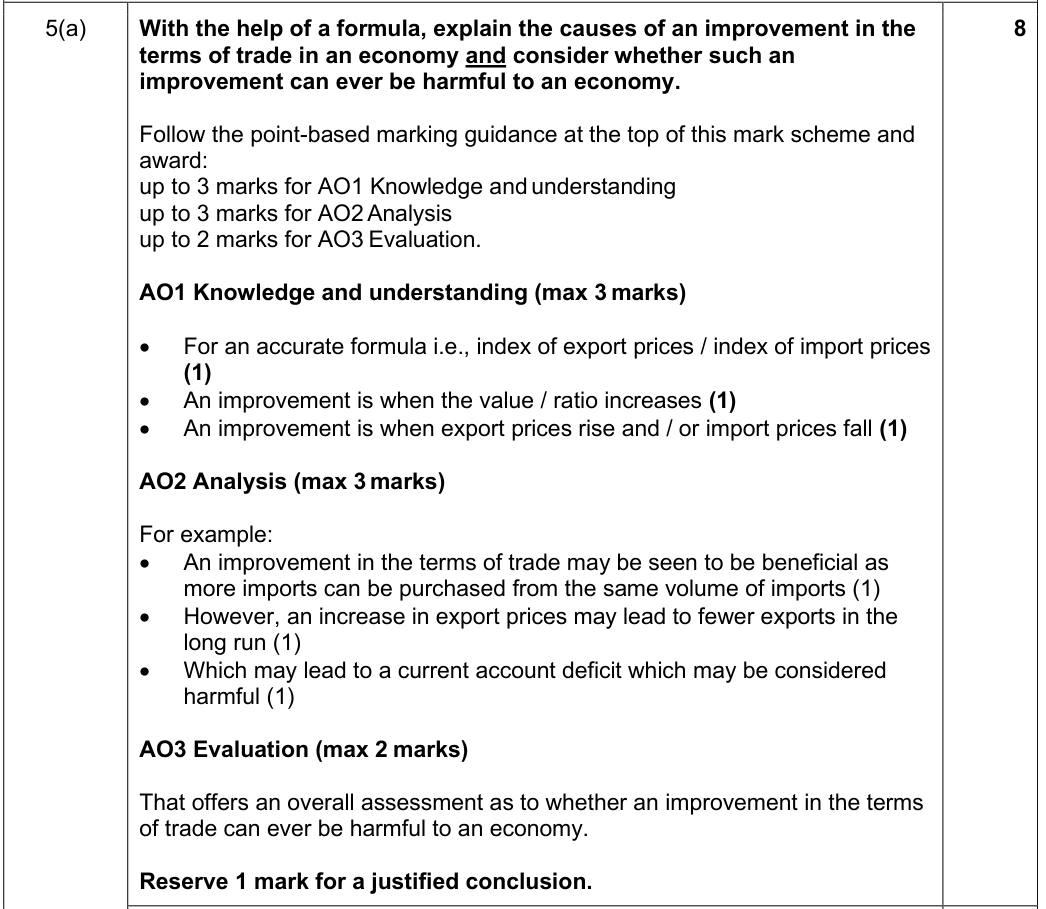 5(a) With the help of a formula, explain the causes of an improvement in the 8
terms of trade in an economy and consider whether such an
improvement can ever be harmful to an economy.
Follow the point-based marking guidance at the top of this mark scheme and
award:
up to 3 marks for AO1 Knowledge and understanding
up to 3 marks for AO2 Analysis
up to 2 marks for AO3 Evaluation.
AO1 Knowledge and understanding (max 3 marks)
• For an accurate formula i.e., index of export prices / index of import prices
(1)
• An improvement is when the value / ratio increases (1)
• An improvement is when export prices rise and / or import prices fall (1)
AO2 Analysis (max 3 marks)
For example:
• An improvement in the terms of trade may be seen to be beneficial as
more imports can be purchased from the same volume of imports (1)
• However, an increase in export prices may lead to fewer exports in the
long run (1)
• Which may lead to a current account deficit which may be considered
harmful (1)
AO3 Evaluation (max 2 marks)
That offers an overall assessment as to whether an improvement in the terms
of trade can ever be harmful to an economy.
Reserve 1 mark for a justified conclusion.